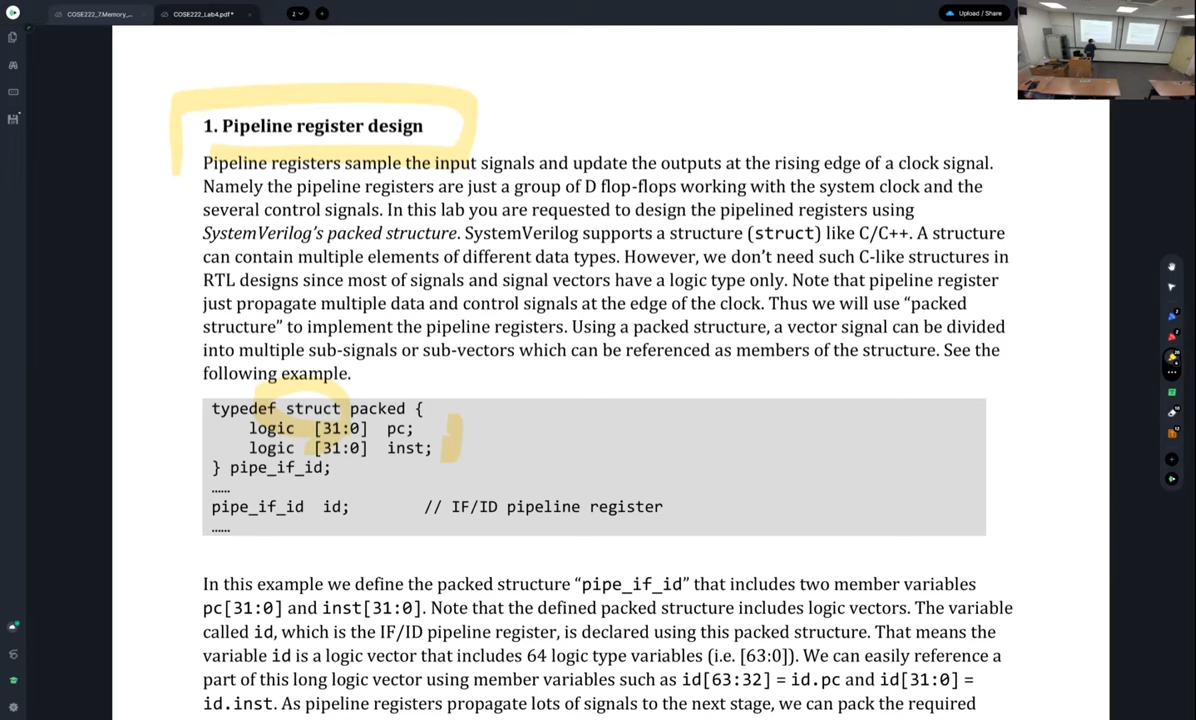 COSE222_7.Memory_...
COSE222_Lab4.pdf*
2
Upload / Share
1. Pipeline register design
Pipeline registers sample the input signals and update the outputs at the rising edge of a clock signal.
Namely the pipeline registers are just a group of D flop-flops working with the system clock and the
several control signals. In this lab you are requested to design the pipelined registers using
SystemVerilog's packed structure. SystemVerilog supports a structure (struct) like C/C++. A structure
can contain multiple elements of different data types. However, we don't need such C-like structures in
RTL designs since most of signals and signal vectors have a logic type only. Note that pipeline register
just propagate multiple data and control signals at the edge of the clock. Thus we will use “packed
structure” to implement the pipeline registers. Using a packed structure, a vector signal can be divided
into multiple sub-signals or sub-vectors which can be referenced as members of the structure. See the
following example.
typedef struct packed {
logic [31:0] pc;
logic [31:0] inst;
} pipe_if_id;
……
pipe_if_id id; // IF/ID pipeline register
……
In this example we define the packed structure “pipe_if_id” that includes two member variables
pc[31:0] and inst[31:0]. Note that the defined packed structure includes logic vectors. The variable
called id, which is the IF/ID pipeline register, is declared using this packed structure. That means the
variable id is a logic vector that includes 64 logic type variables (i.e. [63:0]). We can easily reference a
part of this long logic vector using member variables such as id[63:32] = id.pc and id[31:0] =
id.inst. As pipeline registers propagate lots of signals to the next stage, we can pack the required